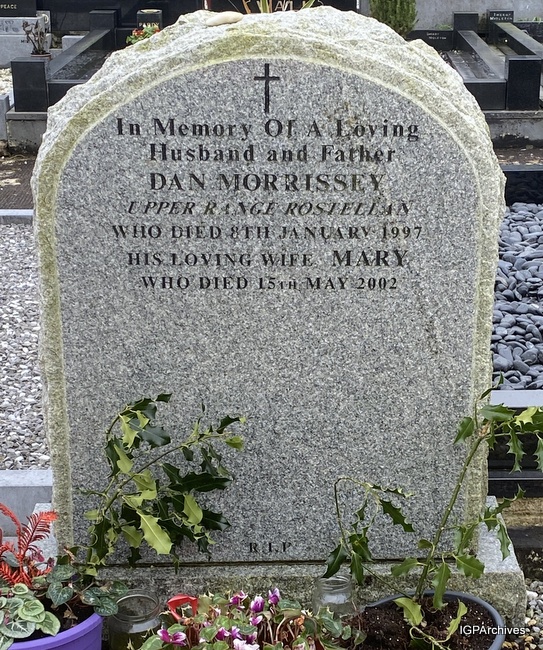 In Memory Of A Loving
Husband and Father
DAN MORRISSEY
UPPER RANGE ROSTELLAN
WHO DIED 8TH JANUARY 1997
HIS LOVING WIFE MARY
WHO DIED 15TH MAY 2002
R.I.P
IGPArchives